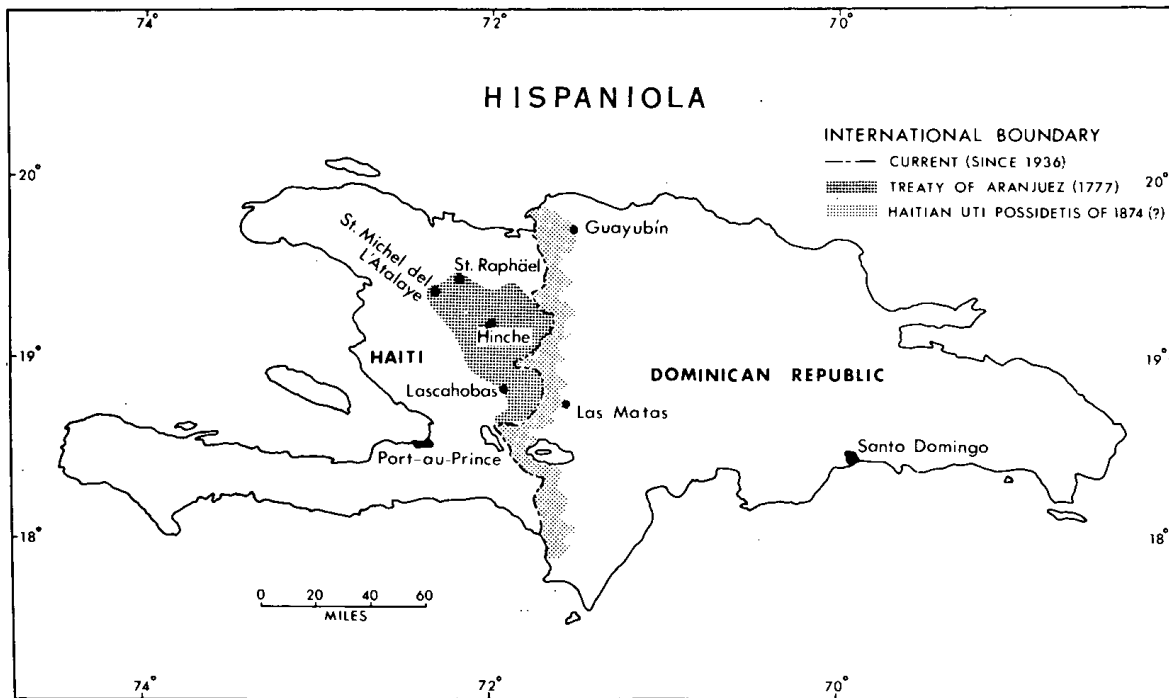 74°
72°
70°
HISPANIOLA
INTERNATIONAL BOUNDARY
CURRENT (SINCE 1936)
TREATY OF ARANJUEZ (1777)
HAITIAN UTI POSSIDETIS OF 1874 (?)
20°
20°
Guayubín
St. Michel del
L'Atalaye
St. Raphäel
Hinche
19°
19°
HAITI
DOMINICAN REPUBLIC
Lascahobas
Las Matas
Port-au-Prince
Santo Domingo
18°
18°
0 20 40 60
MILES
74°
72°
70°